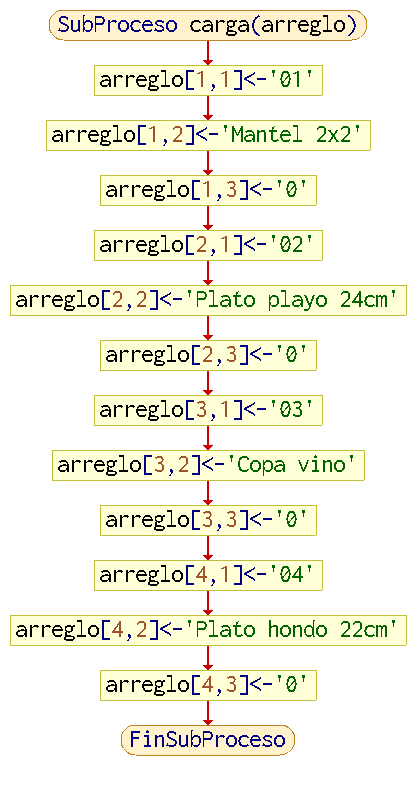 SubProceso carga(arreglo)
arreglo[1,1]<-'01'
arreglo[1,2]<-'Mantel 2x2'
arreglo[1,3]<-'0'
arreglo[2,1]<-'02'
arreglo[2,2]<-'Plato playo 24cm'
arreglo[2,3]<-'0'
arreglo[3,1]<-'03'
arreglo[3,2]<-'Copa vino'
arreglo[3,3]<-'0'
arreglo[4,1]<-'04'
arreglo[4,2]<-'Plato hondo 22cm'
arreglo[4,3]<-'0'
FinSubProceso